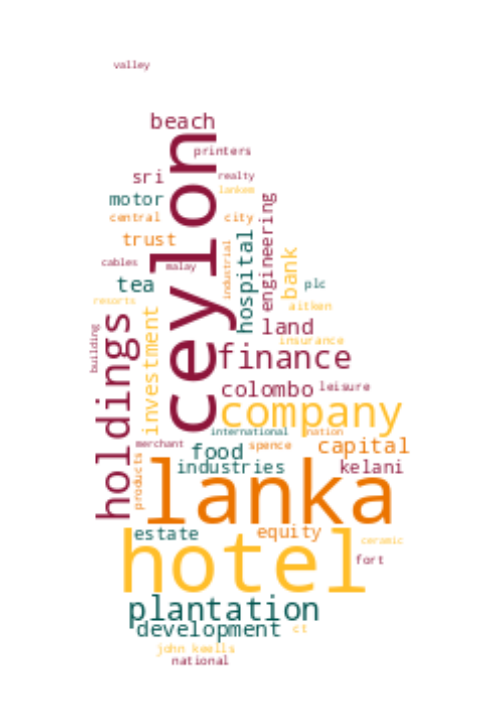 valley
beach
ceylon
printers
sri
realty
lankem
motor
engineering
central
city
trust
hospital
industrial
bank
cables
malay
tea
plc
resorts
aitken
investment
holdings
land
building
insurance
finance
colombo
leisure
company
international
nation
merchant
food
spence
capital
products
industries
kelani
lanka
estate
equity
ceramic
hotel
fort
plantation
development
ct
john keells
national